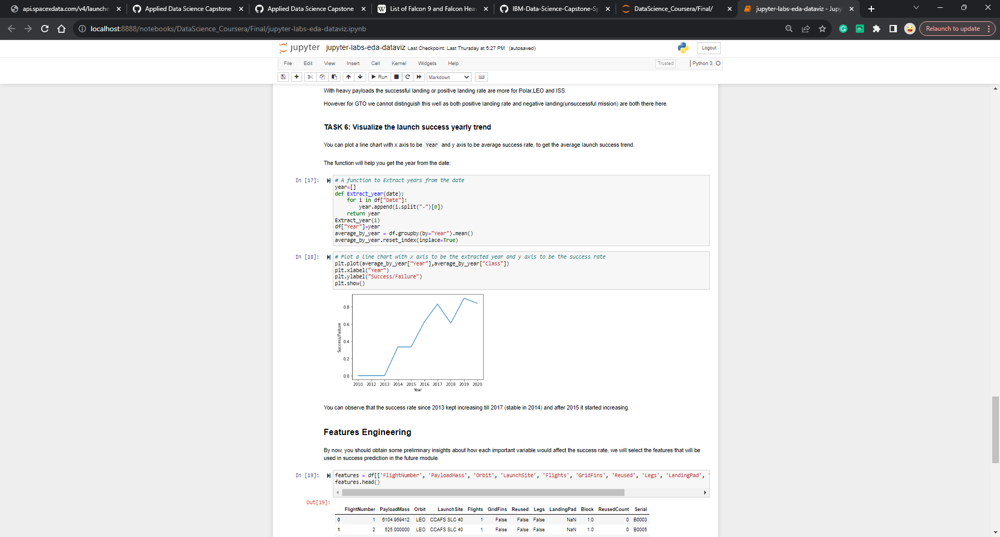 api.spacexdata.com/v4/launche
Applied Data Science Capstone
Applied Data Science Capstone
List of Falcon 9 and Falcon Hea
IBM-Data-Science-Capstone-Sp
DataScience_Coursera/Final/
jupyter-labs-eda-dataviz - Jupy
localhost:8888/notebooks/DataScience_Coursera/Final/jupyter-labs-eda-dataviz.ipynb
Relaunch to update
jupyter jupyter-labs-eda-dataviz Last Checkpoint: Last Thursday at 5:27 PM (autosaved)
Logout
File Edit View Insert Cell Kernel Widgets Help
Trusted
Python 3
Run
Markdown
With heavy payloads the successful landing or positive landing rate are more for Polar,LEO and ISS.
However for GTO we cannot distinguish this well as both positive landing rate and negative landing(unsuccessful mission) are both there here.
TASK 6: Visualize the launch success yearly trend
You can plot a line chart with x axis to be Year and y axis to be average success rate, to get the average launch success trend.
The function will help you get the year from the date:
In [17]:
# A function to Extract years from the date
year=[]
def Extract_year(date):
    for i in df["Date"]:
        year.append(i.split("-")[0])
    return year
Extract_year(1)
df["Year"]=year
average_by_year = df.groupby(by="Year").mean()
average_by_year.reset_index(inplace=True)
In [18]:
# Plot a line chart with x axis to be the extracted year and y axis to be the success rate
plt.plot(average_by_year["Year"],average_by_year["Class"])
plt.xlabel("Year")
plt.ylabel("Success/Failure")
plt.show()
0.8
0.6
0.4
0.2
0.0
Success/Failure
2010 2012 2013 2014 2015 2016 2017 2018 2019 2020
Year
You can observe that the success rate since 2013 kept increasing till 2017 (stable in 2014) and after 2015 it started increasing.
Features Engineering
By now, you should obtain some preliminary insights about how each important variable would affect the success rate, we will select the features that will be
used in success prediction in the future module.
In [19]:
features = df[['FlightNumber', 'PayloadMass', 'Orbit', 'LaunchSite', 'Flights', 'GridFins', 'Reused', 'Legs', 'LandingPad', '
features.head()
Out[19]:
FlightNumber PayloadMass Orbit LaunchSite Flights GridFins Reused Legs LandingPad Block ReusedCount Serial
0 1 6104.959412 LEO CCAFS SLC 40 1 False False False NaN 1.0 0 B0003
1 2 525.000000 LEO CCAFS SLC 40 1 False False False NaN 1.0 0 B0005